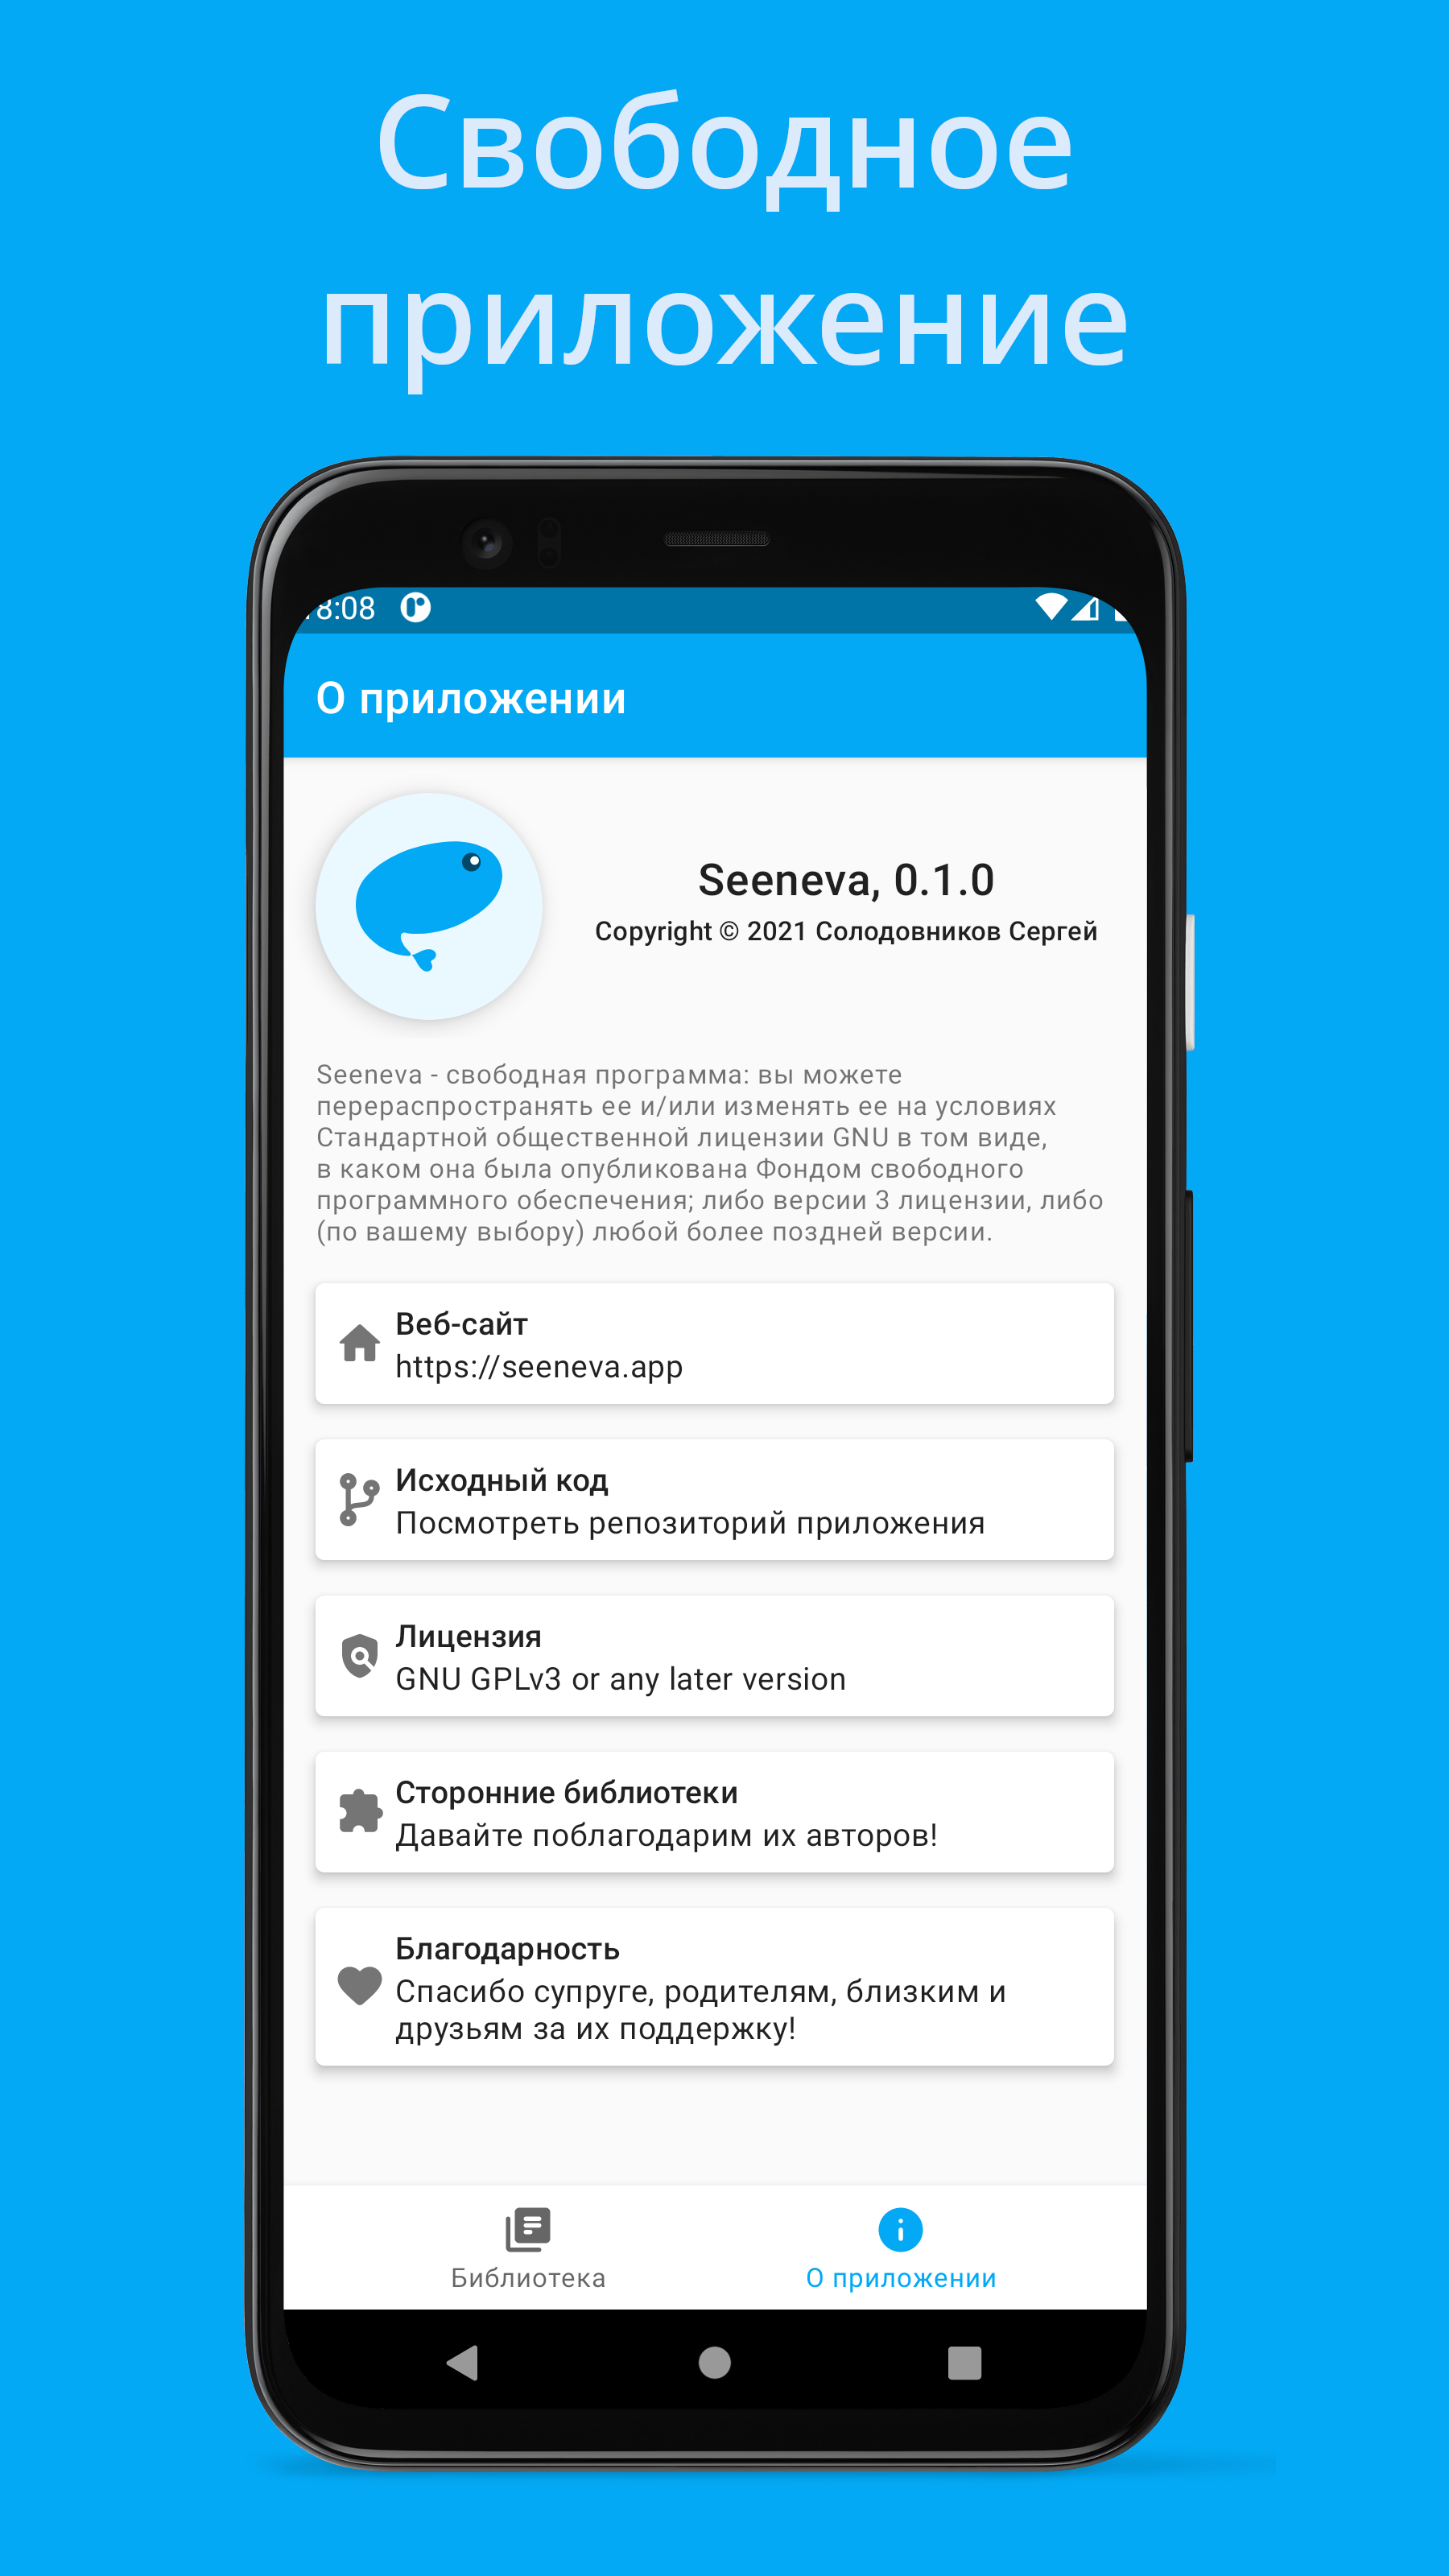 Свободное
приложение
18:08
О приложении
Seeneva, 0.1.0
Copyright © 2021 Солодовников Сергей
Seeneva - свободная программа: вы можете
перераспространять ее и/или изменять ее на условиях
Стандартной общественной лицензии GNU в том виде,
в каком она была опубликована Фондом свободного
программного обеспечения; либо версии 3 лицензии, либо
(по вашему выбору) любой более поздней версии.
Веб-сайт
https://seeneva.app
Исходный код
Посмотреть репозиторий приложения
Лицензия
GNU GPLv3 or any later version
Сторонние библиотеки
Давайте поблагодарим их авторов!
Благодарность
Спасибо супруге, родителям, близким и
друзьям за их поддержку!
Библиотека
О приложении